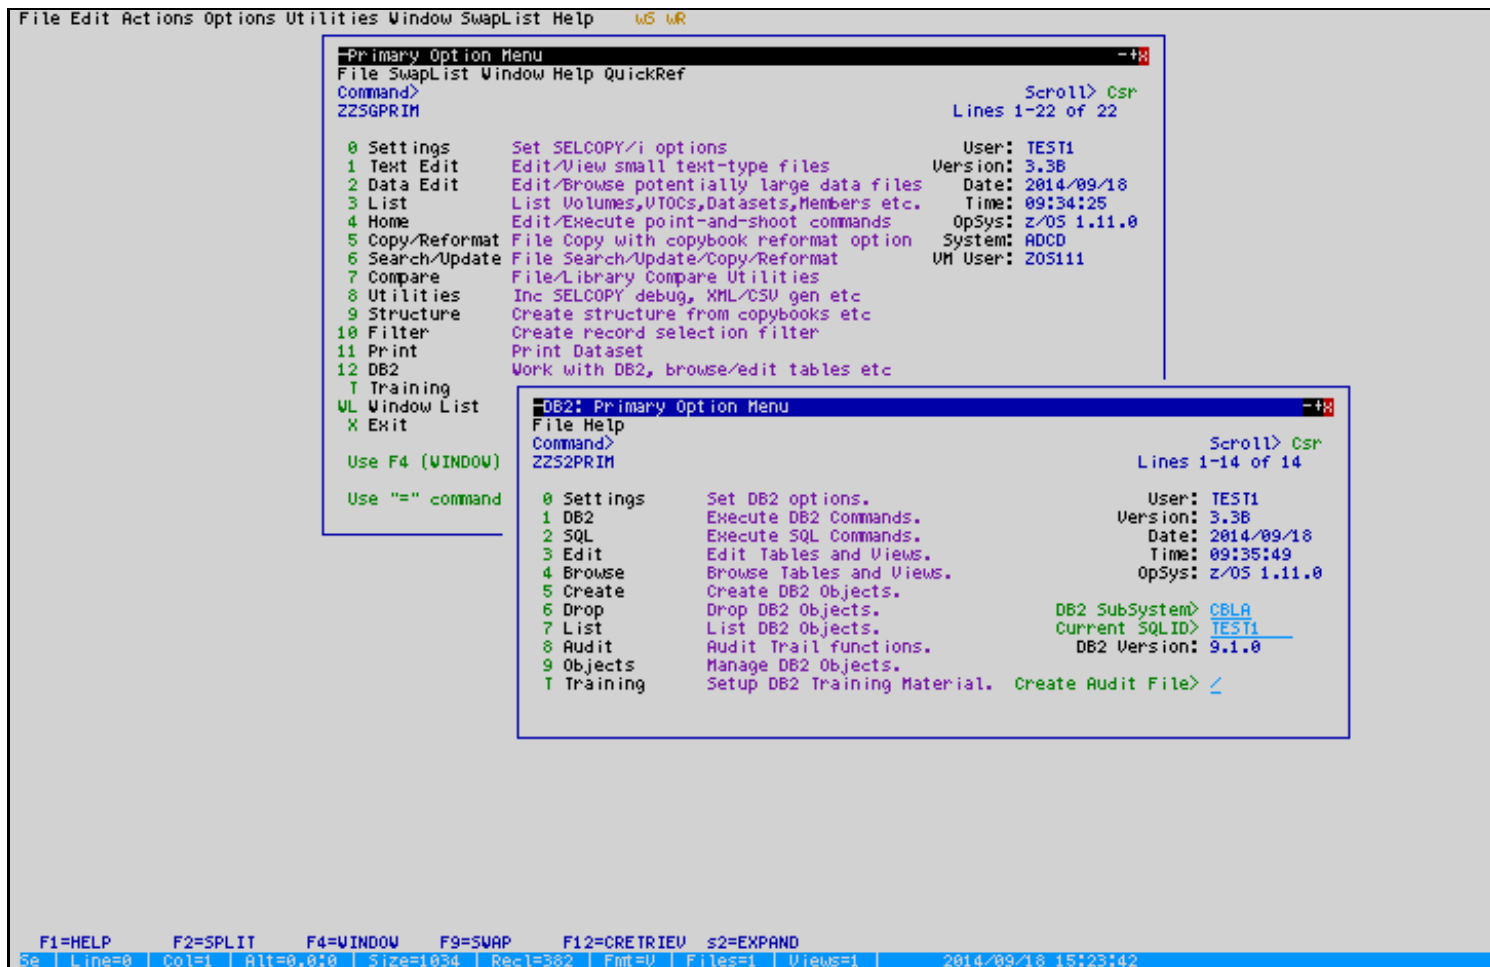 File Edit Actions Options Utilities Window SwapList Help WS WR
Primary Option Menu -+x
File SwapList Window Help QuickRef
Command> Scroll> Csr
ZZSGPRIM Lines 1-22 of 22
0 Settings Set SELCOPY/i options User: TEST1
1 Text Edit Edit/View small text-type files Version: 3.3B
2 Data Edit Edit/Browse potentially large data files Date: 2014/09/18
3 List List Volumes,VTOCs,Datasets,Members etc. Time: 09:34:25
4 Home Edit/Execute point-and-shoot commands OpSys: z/OS 1.11.0
5 Copy/Reformat File Copy with copybook reformat option System: ADCD
6 Search/Update File Search/Update/Copy/Reformat VM User: ZOS111
7 Compare File/Library Compare Utilities
8 Utilities Inc SELCOPY debug, XML/CSV gen etc
9 Structure Create structure from copybooks etc
10 Filter Create record selection filter
11 Print Print Dataset
12 DB2 Work with DB2, browse/edit tables etc
T Training
WL Window List
X Exit
Use F4 (WINDOW)
Use "=" command
DB2: Primary Option Menu -+x
File Help
Command> Scroll> Csr
ZZS2PRIM Lines 1-14 of 14
0 Settings Set DB2 options. User: TEST1
1 DB2 Execute DB2 Commands. Version: 3.3B
2 SQL Execute SQL Commands. Date: 2014/09/18
3 Edit Edit Tables and Views. Time: 09:35:49
4 Browse Browse Tables and Views. OpSys: z/OS 1.11.0
5 Create Create DB2 Objects.
6 Drop Drop DB2 Objects. DB2 SubSystem> CBLA
7 List List DB2 Objects. Current SQLID> TEST1
8 Audit Audit Trail functions. DB2 Version: 9.1.0
9 Objects Manage DB2 Objects.
T Training Setup DB2 Training Material. Create Audit File> /
F1=HELP F2=SPLIT F4=WINDOW F9=SWAP F12=CRETRIEV s2=EXPAND
Se | Line=0 | Col=1 | Alt=0,0;0 | Size=1034 | Recl=382 | Fmt=V | Files=1 | Views=1 | 2014/09/18 15:23:42